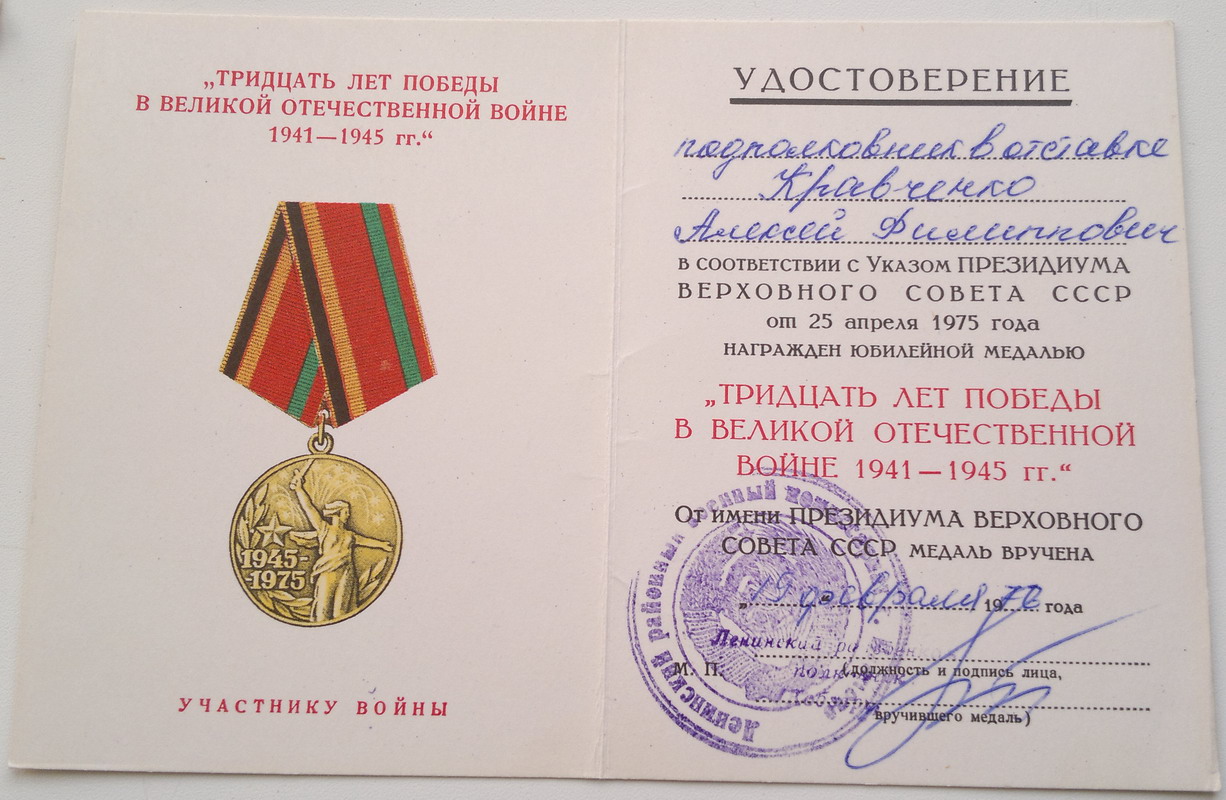 „ТРИДЦАТЬ ЛЕТ ПОБЕДЫ
В ВЕЛИКОЙ ОТЕЧЕСТВЕННОЙ ВОЙНЕ
1941—1945 гг.“
1945-
1975
УЧАСТНИКУ ВОЙНЫ
УДОСТОВЕРЕНИЕ
подполковник в отставке
Кравченко
Алексей Филиппович
В СООТВЕТСТВИИ С УКАЗОМ ПРЕЗИДИУМА
ВЕРХОВНОГО СОВЕТА СССР
от 25 апреля 1975 года
НАГРАЖДЕН ЮБИЛЕЙНОЙ МЕДАЛЬЮ
„ТРИДЦАТЬ ЛЕТ ПОБЕДЫ
В ВЕЛИКОЙ ОТЕЧЕСТВЕННОЙ
ВОЙНЕ 1941—1945 гг.“
От имени ПРЕЗИДИУМА ВЕРХОВНОГО
СОВЕТА СССР МЕДАЛЬ ВРУЧЕНА
„19 февраля 1976 года
Ленинский
М. П. (должность и подпись лица,
вручившего медаль)
Ленинский районный военный